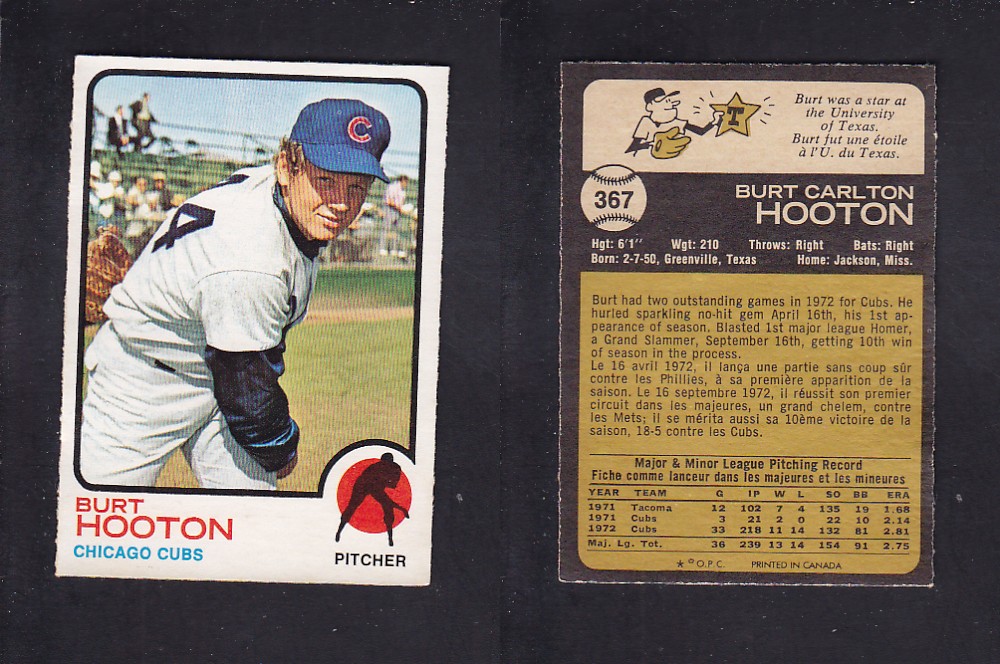 C
4
BURT
HOOTON
CHICAGO CUBS
PITCHER
T
Burt was a star at
the University
of Texas.
Burt fut une étoile
à l'U. du Texas.
367
BURT CARLTON
HOOTON
Hgt: 6'1" Wgt: 210 Throws: Right Bats: Right
Born: 2-7-50, Greenville, Texas Home: Jackson, Miss.
Burt had two outstanding games in 1972 for Cubs. He
hurled sparkling no-hit gem April 16th, his 1st ap-
pearance of season. Blasted 1st major league Homer,
a Grand Slammer, September 16th, getting 10th win
of season in the process.
Le 16 avril 1972, il lança une partie sans coup sûr
contre les Phillies, à sa première apparition de la
saison. Le 16 septembre 1972, il réussit son premier
circuit dans les majeures, un grand chelem, contre
les Mets; il se mérita aussi sa 10ème victoire de la
saison, 18-5 contre les Cubs.
Major & Minor League Pitching Record
Fiche comme lanceur dans les majeures et les mineures
YEAR TEAM G IP W L SO BB ERA
1971 Tacoma 12 102 7 4 135 19 1.68
1971 Cubs 3 21 2 0 22 10 2.14
1972 Cubs 33 218 11 14 132 81 2.81
Maj. Lg. Tot. 36 239 13 14 154 91 2.75
* © O.P.C. PRINTED IN CANADA